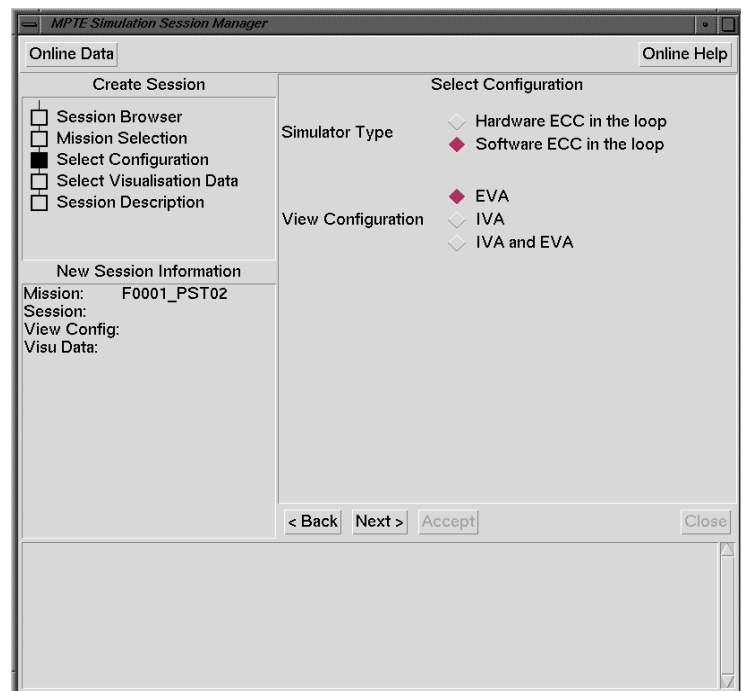 MPTE Simulation Session Manager
Online Data
Online Help
Create Session
Session Browser
Mission Selection
Select Configuration
Select Visualisation Data
Session Description
New Session Information
Mission: F0001_PST02
Session:
View Config:
Visu Data:
Select Configuration
Simulator Type
Hardware ECC in the loop
Software ECC in the loop
View Configuration
EVA
IVA
IVA and EVA
< Back
Next >
Accept
Close